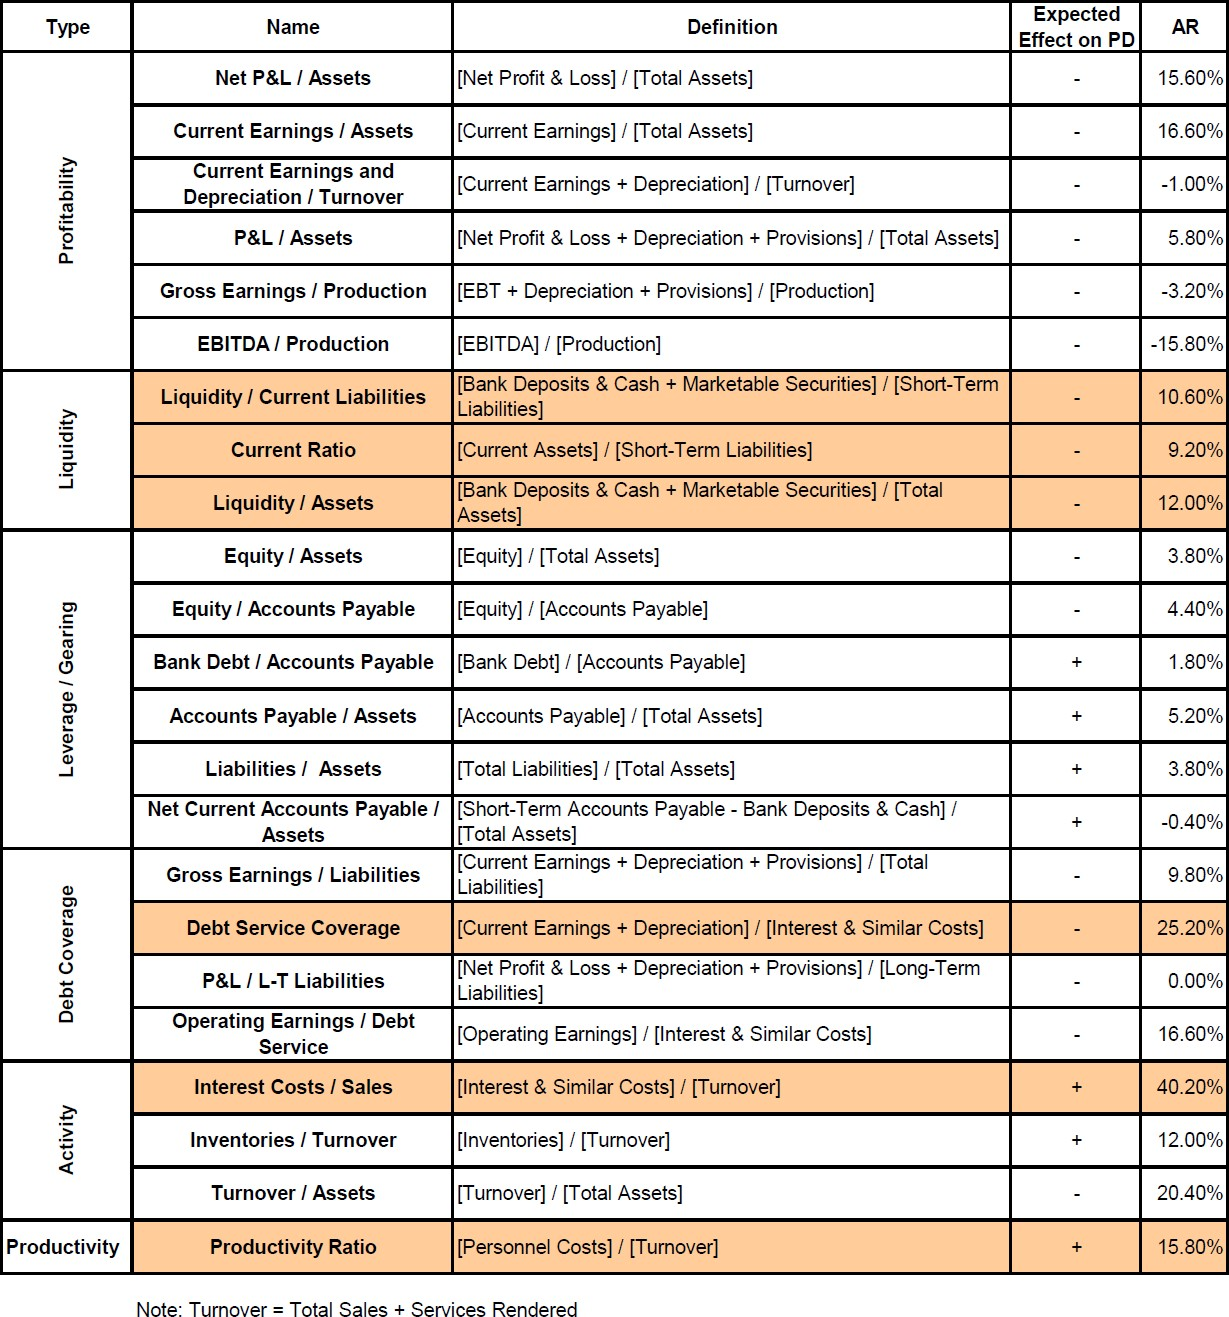 Type Name Definition Expected Effect on PD AR
Profitability
Net P&L / Assets [Net Profit & Loss] / [Total Assets] - 15.60%
Current Earnings / Assets [Current Earnings] / [Total Assets] - 16.60%
Current Earnings and
Depreciation / Turnover [Current Earnings + Depreciation] / [Turnover] - -1.00%
P&L / Assets [Net Profit & Loss + Depreciation + Provisions] / [Total Assets] - 5.80%
Gross Earnings / Production [EBT + Depreciation + Provisions] / [Production] - -3.20%
EBITDA / Production [EBITDA] / [Production] - -15.80%
Liquidity
Liquidity / Current Liabilities [Bank Deposits & Cash + Marketable Securities] / [Short-Term
Liabilities] - 10.60%
Current Ratio [Current Assets] / [Short-Term Liabilities] - 9.20%
Liquidity / Assets [Bank Deposits & Cash + Marketable Securities] / [Total
Assets] - 12.00%
Leverage / Gearing
Equity / Assets [Equity] / [Total Assets] - 3.80%
Equity / Accounts Payable [Equity] / [Accounts Payable] - 4.40%
Bank Debt / Accounts Payable [Bank Debt] / [Accounts Payable] + 1.80%
Accounts Payable / Assets [Accounts Payable] / [Total Assets] + 5.20%
Liabilities / Assets [Total Liabilities] / [Total Assets] + 3.80%
Net Current Accounts Payable /
Assets [Short-Term Accounts Payable - Bank Deposits & Cash] /
[Total Assets] + -0.40%
Debt Coverage
Gross Earnings / Liabilities [Current Earnings + Depreciation + Provisions] / [Total
Liabilities] - 9.80%
Debt Service Coverage [Current Earnings + Depreciation] / [Interest & Similar Costs] - 25.20%
P&L / L-T Liabilities [Net Profit & Loss + Depreciation + Provisions] / [Long-Term
Liabilities] - 0.00%
Operating Earnings / Debt
Service [Operating Earnings] / [Interest & Similar Costs] - 16.60%
Activity
Interest Costs / Sales [Interest & Similar Costs] / [Turnover] + 40.20%
Inventories / Turnover [Inventories] / [Turnover] + 12.00%
Turnover / Assets [Turnover] / [Total Assets] - 20.40%
Productivity Productivity Ratio [Personnel Costs] / [Turnover] + 15.80%
Note: Turnover = Total Sales + Services Rendered